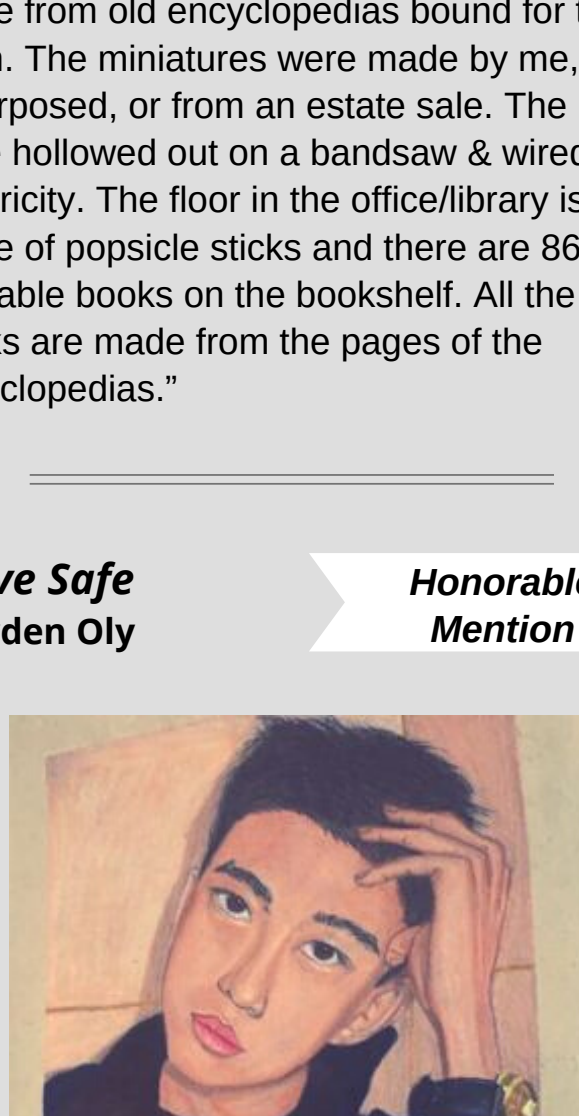 e from old encyclopedias bound for t
. The miniatures were made by me,
rposed, or from an estate sale. The
hollowed out on a bandsaw & wired
ricity. The floor in the office/library is
e of popsicle sticks and there are 86
able books on the bookshelf. All the
ks are made from the pages of the
clopedias.”
ve Safe
den Oly
Honorable
Mention